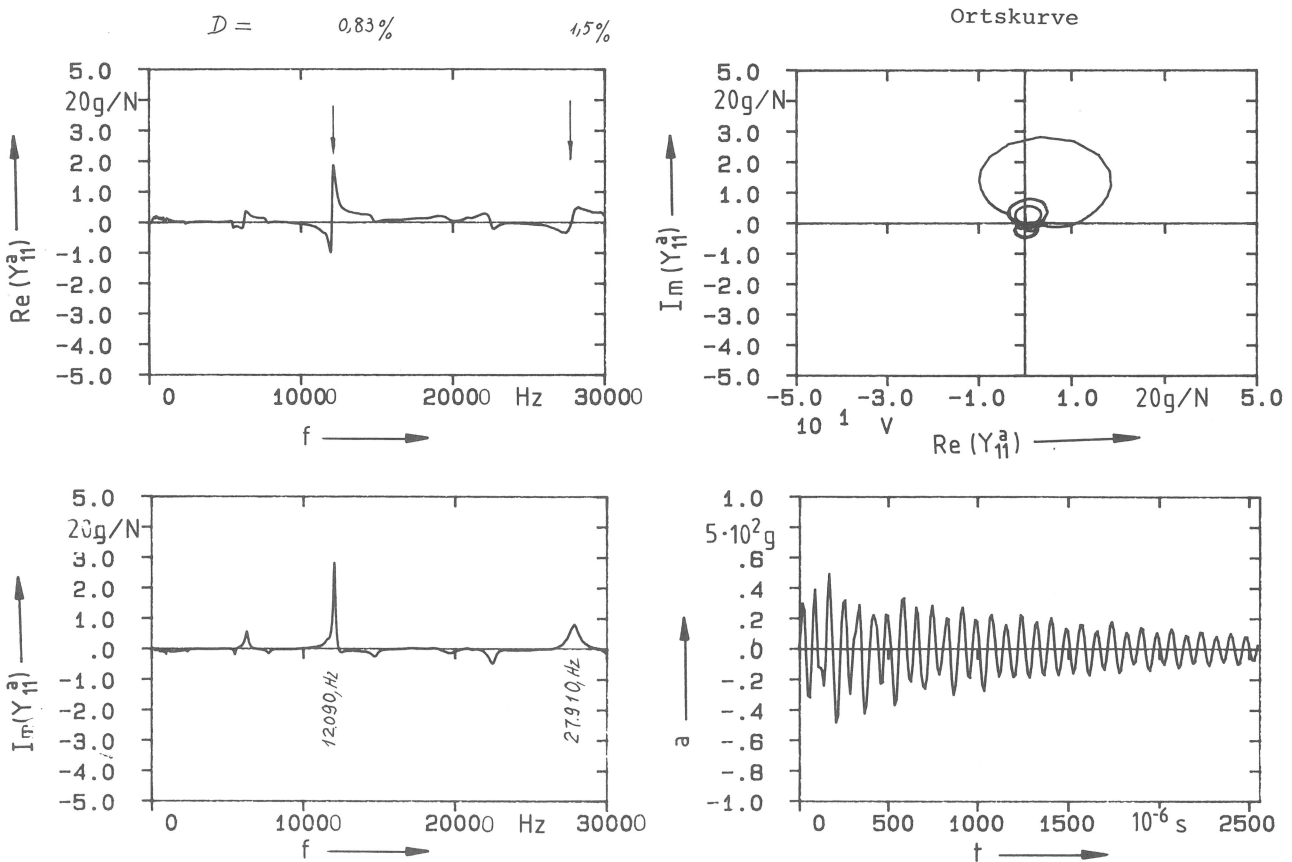 D = 0,83% 1,5%
Ortskurve
5.0
20g/N
3.0
2.0
1.0
.0
-1.0
-2.0
-3.0
-4.0
-5.0
Re (Y₁₁ᵃ)
0 10000 20000 Hz 30000
f
5.0
20g/N
3.0
2.0
1.0
.0
-1.0
-2.0
-3.0
-4.0
-5.0
Im (Y₁₁ᵃ)
-5.0 -3.0 -1.0 1.0 20g/N 5.0
10 1 V
Re (Y₁₁ᵃ)
5.0
20g/N
3.0
2.0
1.0
.0
-1.0
-2.0
-3.0
-4.0
-5.0
Im (Y₁₁ᵃ)
12.090,Hz
27.910,Hz
0 10000 20000 Hz 30000
f
1.0
5·10²g
.6
.4
.2
.0
-.2
-.4
-.6
-.8
-1.0
a
0 500 1000 1500 10⁻⁶ s 2500
t